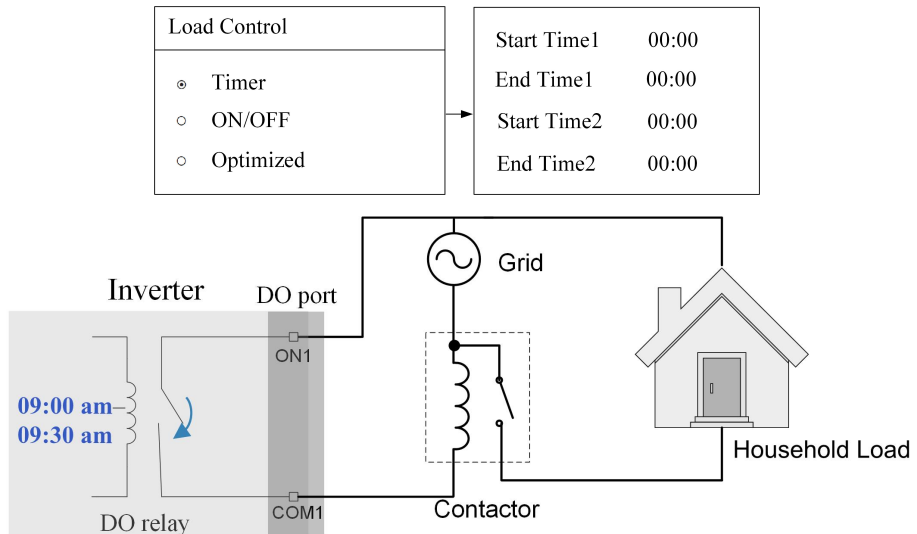 Load Control
Timer
ON/OFF
Optimized
Start Time1 00:00
End Time1 00:00
Start Time2 00:00
End Time2 00:00
Grid
Inverter
DO port
ON1
09:00 am
09:30 am
Household Load
COM1
Contactor
DO relay